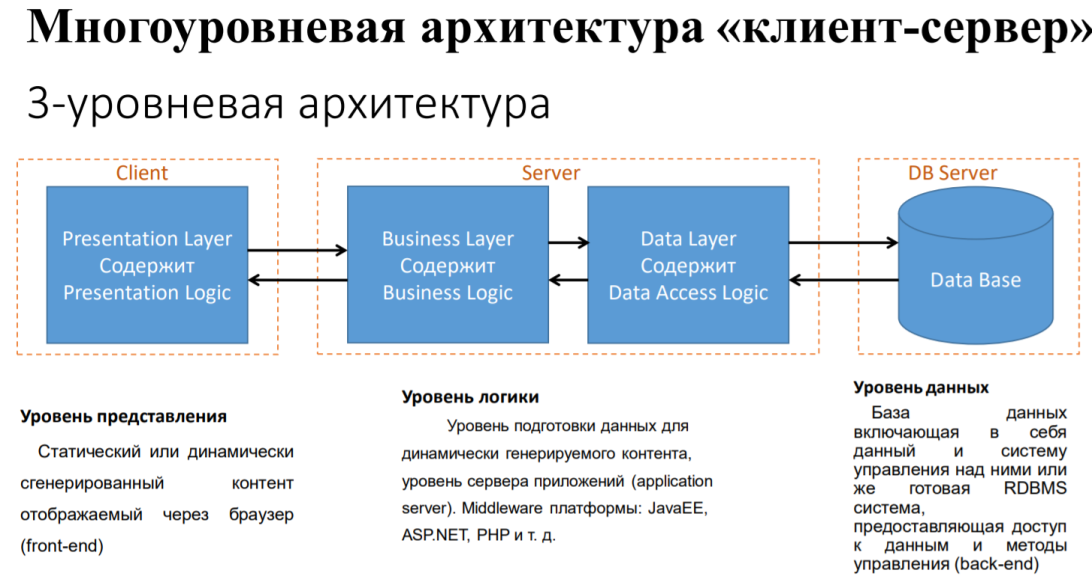 Многоуровневая архитектура «клиент-сервер»
3-уровневая архитектура
Client
Presentation Layer
Содержит
Presentation Logic
Server
Business Layer
Содержит
Business Logic
Data Layer
Содержит
Data Access Logic
DB Server
Data Base
Уровень представления
Статический или динамически
сгенерированный контент
отображаемый через браузер
(front-end)
Уровень логики
Уровень подготовки данных для
динамически генерируемого контента,
уровень сервера приложений (application
server). Middleware платформы: JavaEE,
ASP.NET, PHP и т. д.
Уровень данных
База данных
включающая в себя
данный и систему
управления над ними или
же готовая RDBMS
система,
предоставляющая доступ
к данным и методы
управления (back-end)